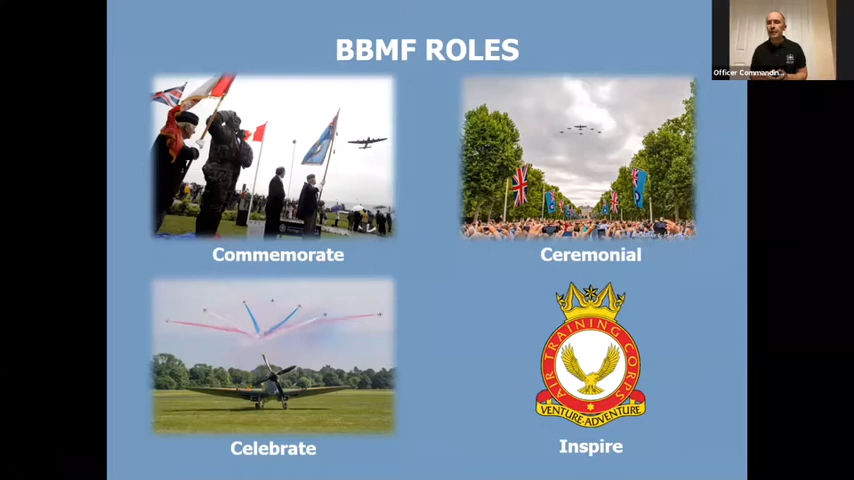 BBMF ROLES
Officer Commandin...
Commemorate
Ceremonial
AIR TRAINING CORPS
VENTURE ADVENTURE
Celebrate
Inspire